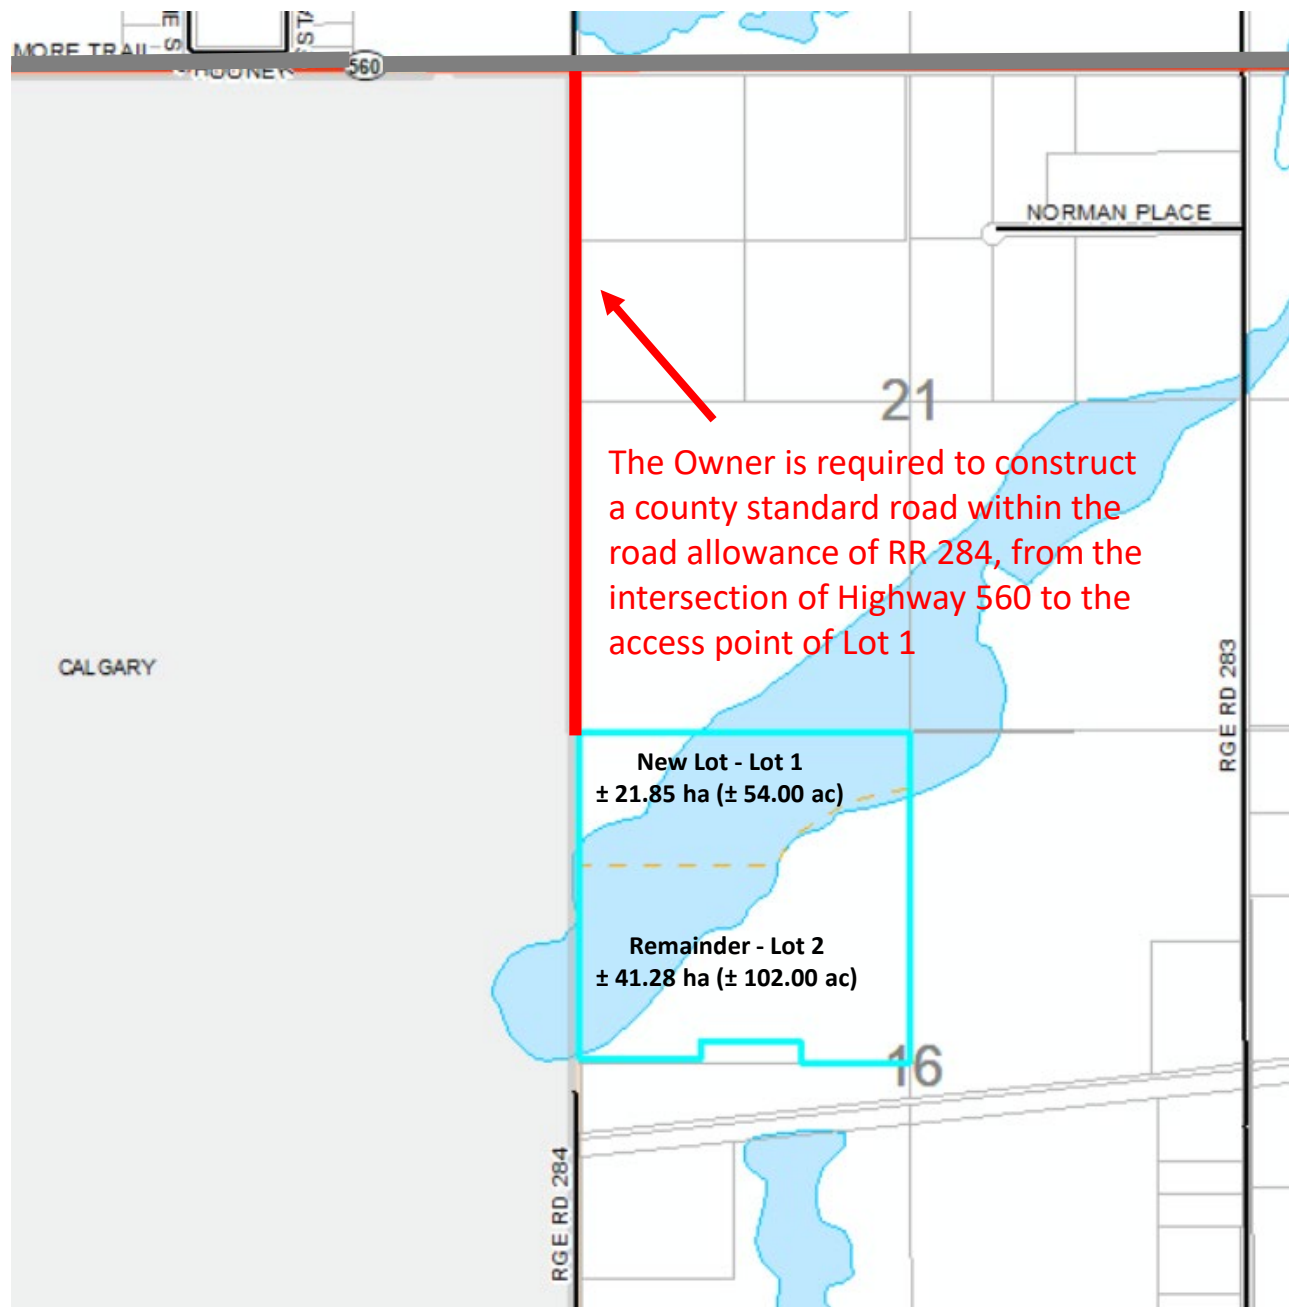 MORE TRAIL
560
NORMAN PLACE
21
The Owner is required to construct
a county standard road within the
road allowance of RR 284, from the
intersection of Highway 560 to the
access point of Lot 1
CALGARY
RGE RD 283
New Lot - Lot 1
± 21.85 ha (± 54.00 ac)
Remainder - Lot 2
± 41.28 ha (± 102.00 ac)
16
RGE RD 284